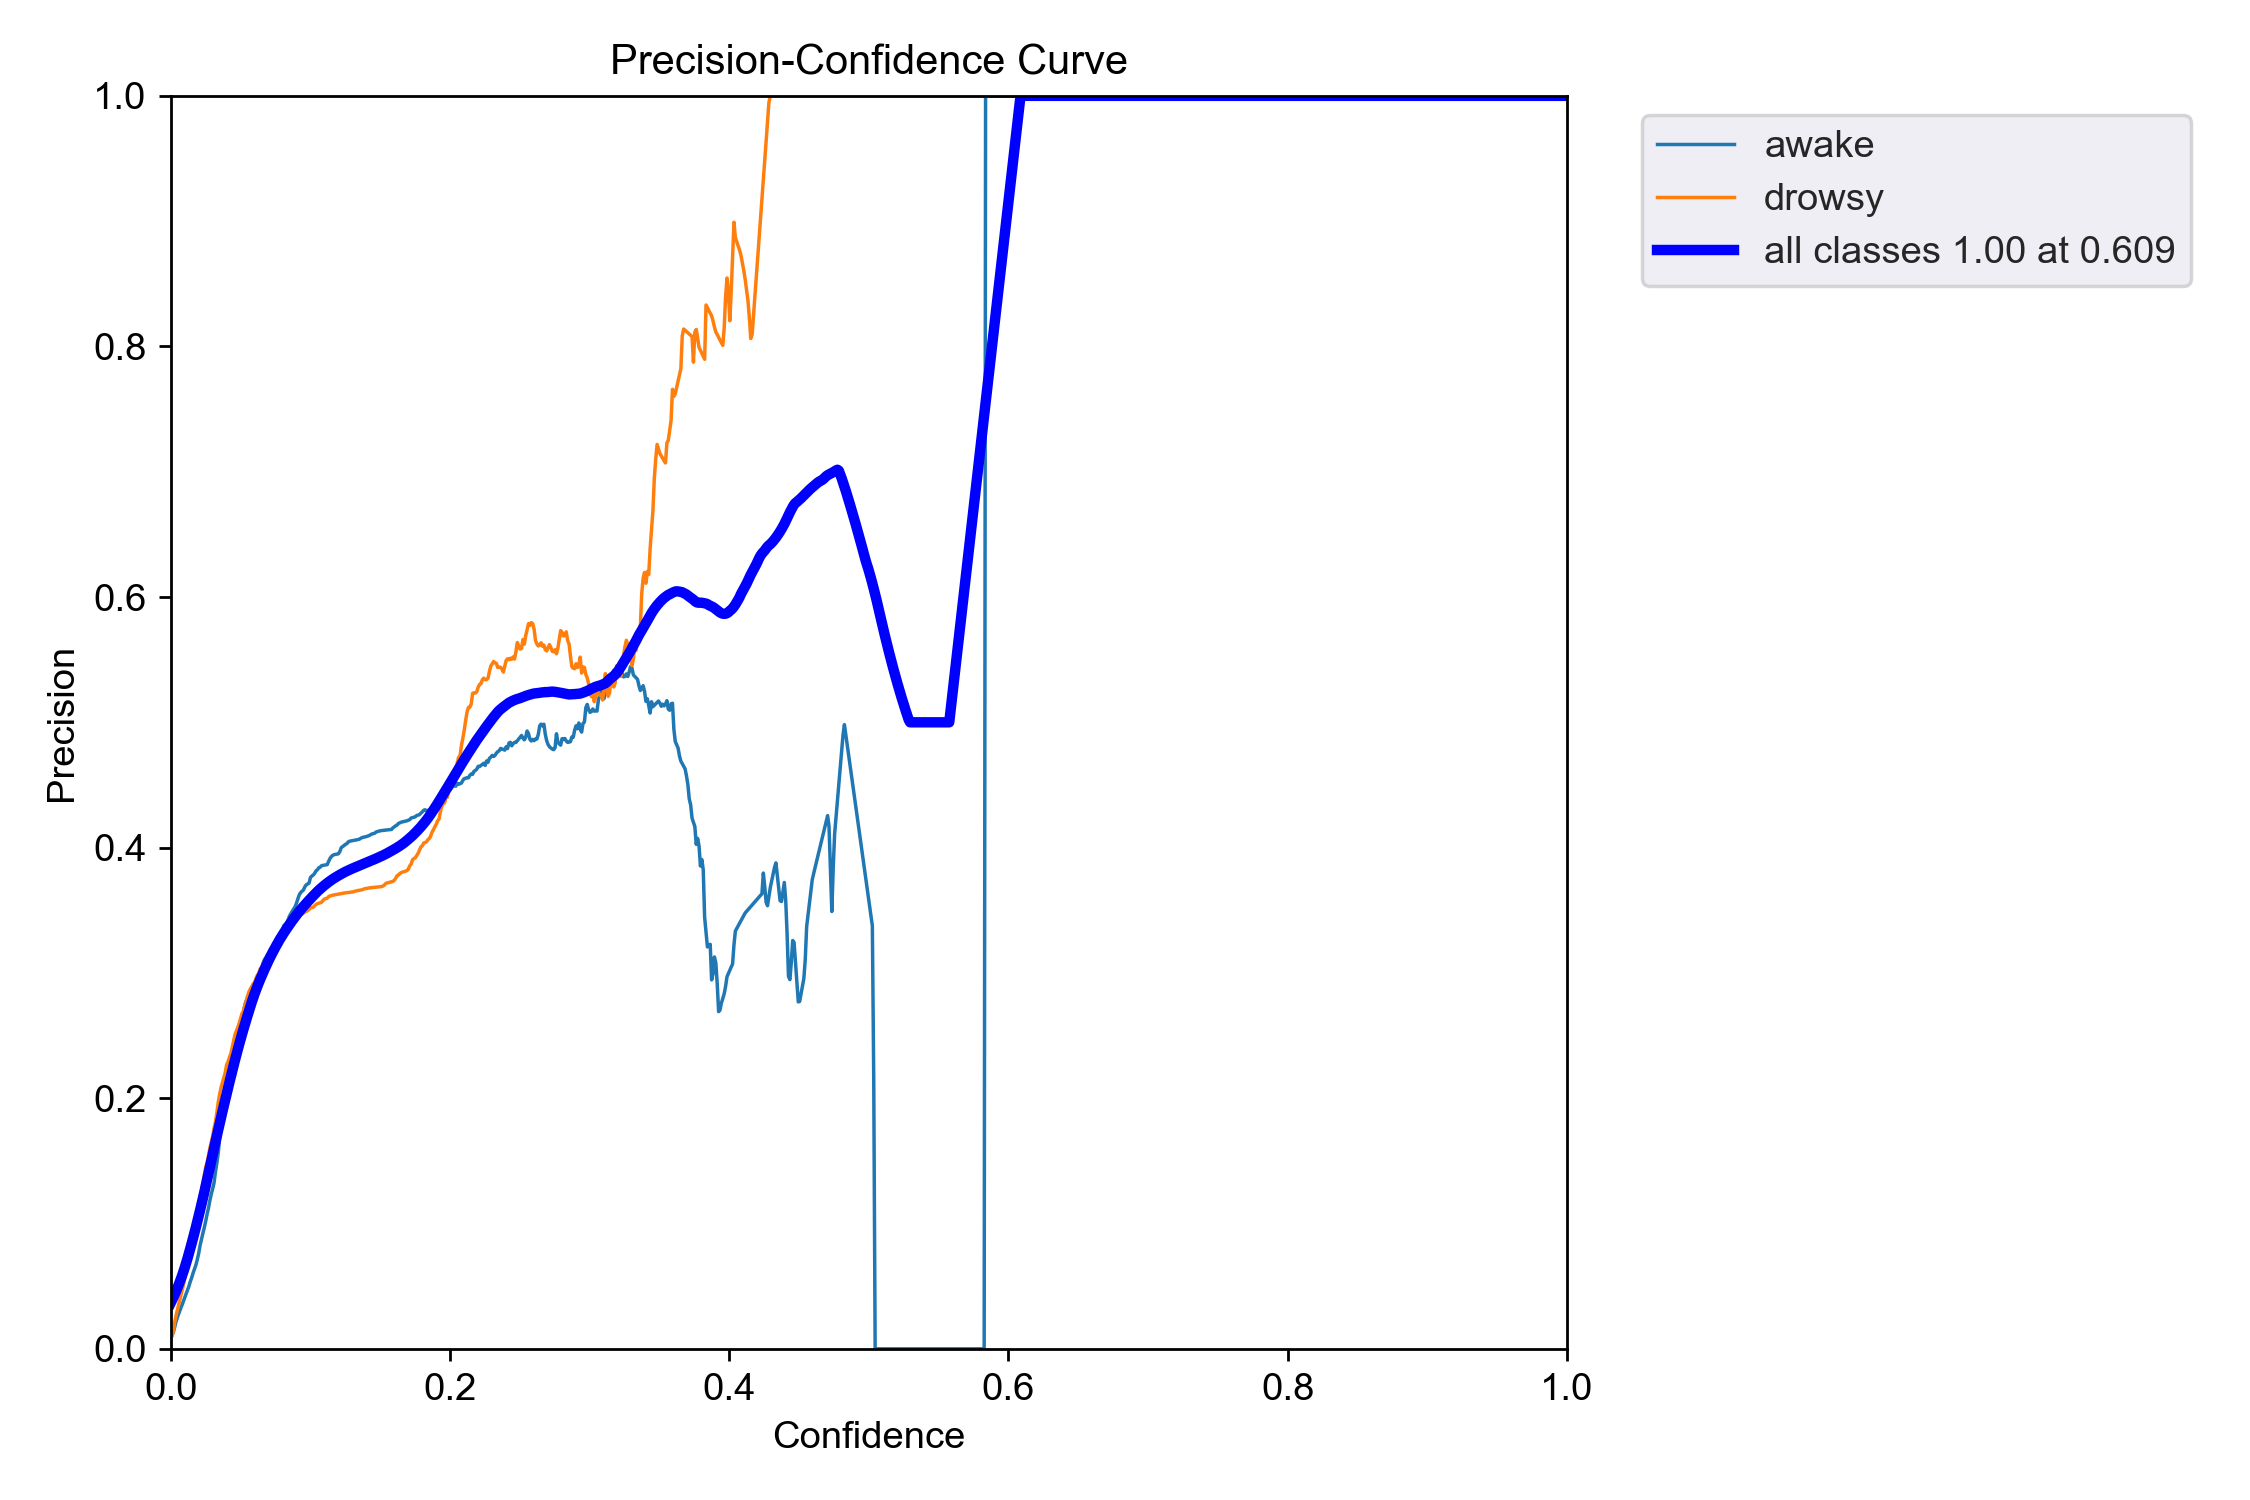 Precision-Confidence Curve
1.0
0.8
0.6
0.4
0.2
0.0
Precision
0.0 0.2 0.4 0.6 0.8 1.0
Confidence
awake
drowsy
all classes 1.00 at 0.609